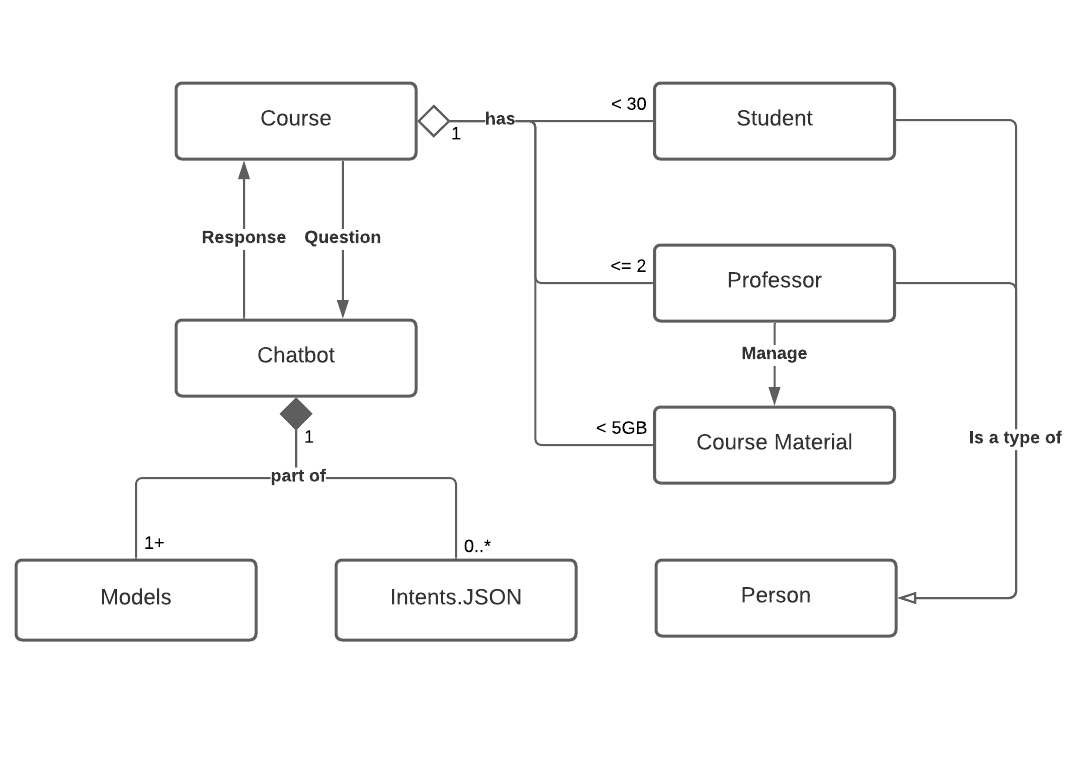 Course
1
has
< 30
Student
Response
Question
<= 2
Professor
Manage
Chatbot
1
< 5GB
Course Material
Is a type of
part of
1+
0..*
Models
Intents.JSON
Person